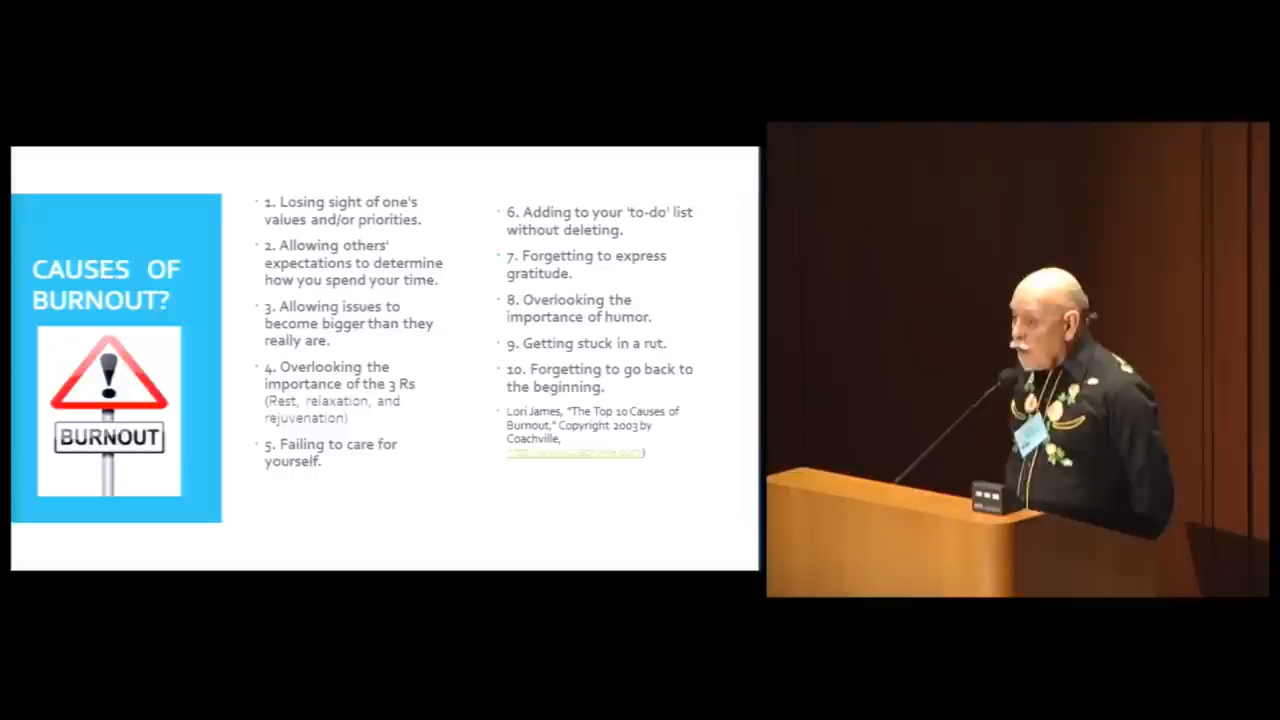 CAUSES OF
BURNOUT?
BURNOUT
1. Losing sight of one's
values and/or priorities.
2. Allowing others'
expectations to determine
how you spend your time.
3. Allowing issues to
become bigger than they
really are.
4. Overlooking the
importance of the 3 Rs
(Rest, relaxation, and
rejuvenation)
5. Failing to care for
yourself.
6. Adding to your 'to-do' list
without deleting.
7. Forgetting to express
gratitude.
8. Overlooking the
importance of humor.
9. Getting stuck in a rut.
10. Forgetting to go back to
the beginning.
Lori James, "The Top 10 Causes of
Burnout," Copyright 2003 by
Coachville,